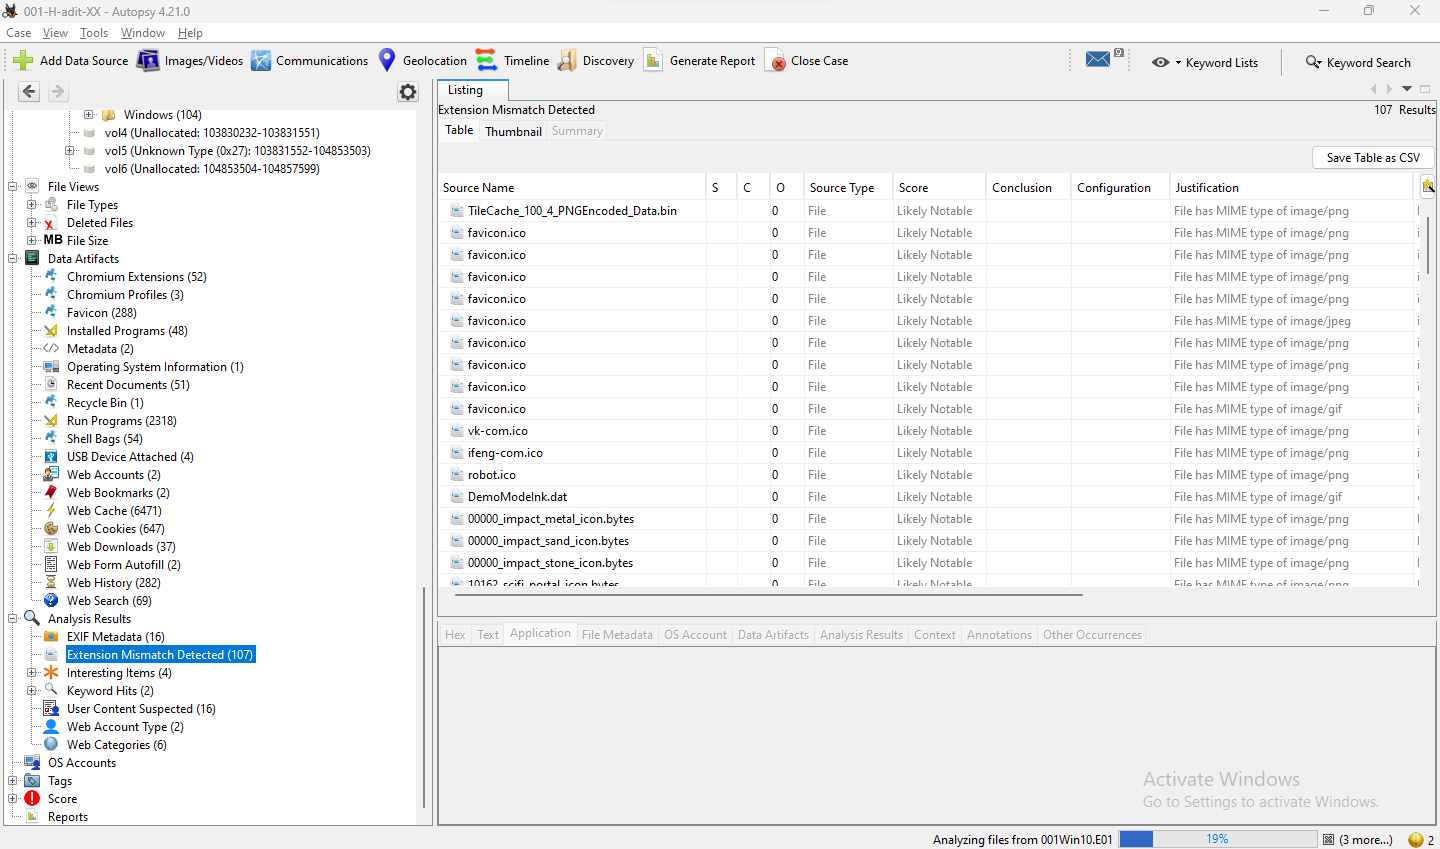 001-H-adit-XX - Autopsy 4.21.0
Case View Tools Window Help
Add Data Source Images/Videos Communications Geolocation Timeline Discovery Generate Report Close Case 9 Keyword Lists Keyword Search
Windows (104)
vol4 (Unallocated: 103830232-103831551)
vol5 (Unknown Type (0x27): 103831552-104853503)
vol6 (Unallocated: 104853504-104857599)
File Views
File Types
Deleted Files
MB File Size
Data Artifacts
Chromium Extensions (52)
Chromium Profiles (3)
Favicon (288)
Installed Programs (48)
Metadata (2)
Operating System Information (1)
Recent Documents (51)
Recycle Bin (1)
Run Programs (2318)
Shell Bags (54)
USB Device Attached (4)
Web Accounts (2)
Web Bookmarks (2)
Web Cache (6471)
Web Cookies (647)
Web Downloads (37)
Web Form Autofill (2)
Web History (282)
Web Search (69)
Analysis Results
EXIF Metadata (16)
Extension Mismatch Detected (107)
Interesting Items (4)
Keyword Hits (2)
User Content Suspected (16)
Web Account Type (2)
Web Categories (6)
OS Accounts
Tags
Score
Reports
Listing
Extension Mismatch Detected 107 Results
Table Thumbnail Summary
Save Table as CSV
Source Name S C O Source Type Score Conclusion Configuration Justification
TileCache_100_4_PNGEncoded_Data.bin 0 File Likely Notable File has MIME type of image/png
favicon.ico 0 File Likely Notable File has MIME type of image/png
favicon.ico 0 File Likely Notable File has MIME type of image/png
favicon.ico 0 File Likely Notable File has MIME type of image/png
favicon.ico 0 File Likely Notable File has MIME type of image/png
favicon.ico 0 File Likely Notable File has MIME type of image/jpeg
favicon.ico 0 File Likely Notable File has MIME type of image/png
favicon.ico 0 File Likely Notable File has MIME type of image/png
favicon.ico 0 File Likely Notable File has MIME type of image/png
favicon.ico 0 File Likely Notable File has MIME type of image/gif
vk-com.ico 0 File Likely Notable File has MIME type of image/png
ifeng-com.ico 0 File Likely Notable File has MIME type of image/png
robot.ico 0 File Likely Notable File has MIME type of image/png
DemoModeInk.dat 0 File Likely Notable File has MIME type of image/gif
00000_impact_metal_icon.bytes 0 File Likely Notable File has MIME type of image/png
00000_impact_sand_icon.bytes 0 File Likely Notable File has MIME type of image/png
00000_impact_stone_icon.bytes 0 File Likely Notable File has MIME type of image/png
10162_scifi_portal_icon.bytes 0 File Likely Notable File has MIME type of image/png
Hex Text Application File Metadata OS Account Data Artifacts Analysis Results Context Annotations Other Occurrences
Activate Windows
Go to Settings to activate Windows.
Analyzing files from 001Win10.E01 19% (3 more...) 2